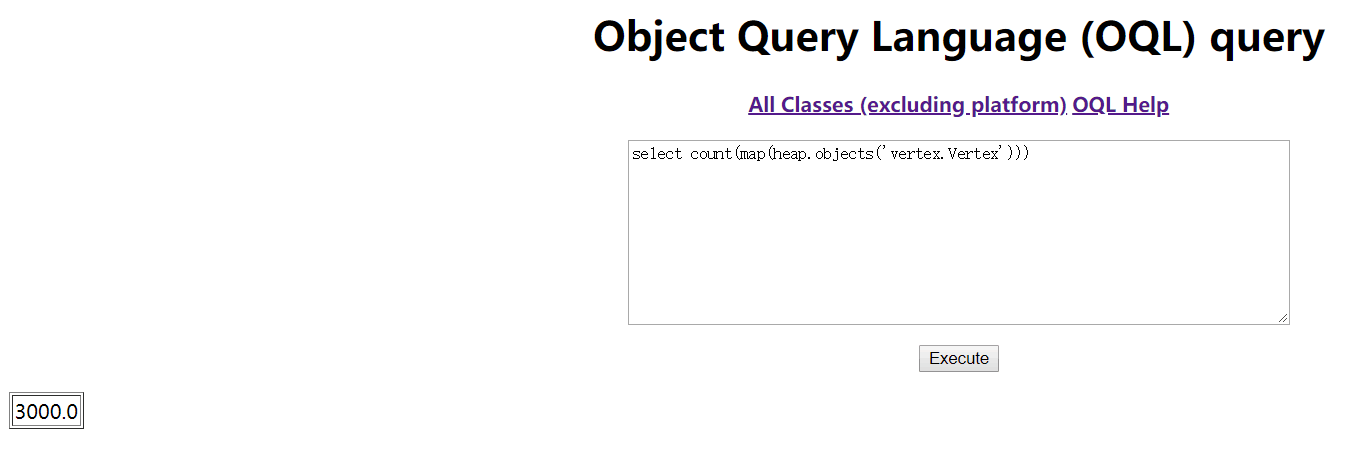 Object Query Language (OQL) query
All Classes (excluding platform) OQL Help
select count(map(heap.objects('vertex.Vertex')))
Execute
3000.0